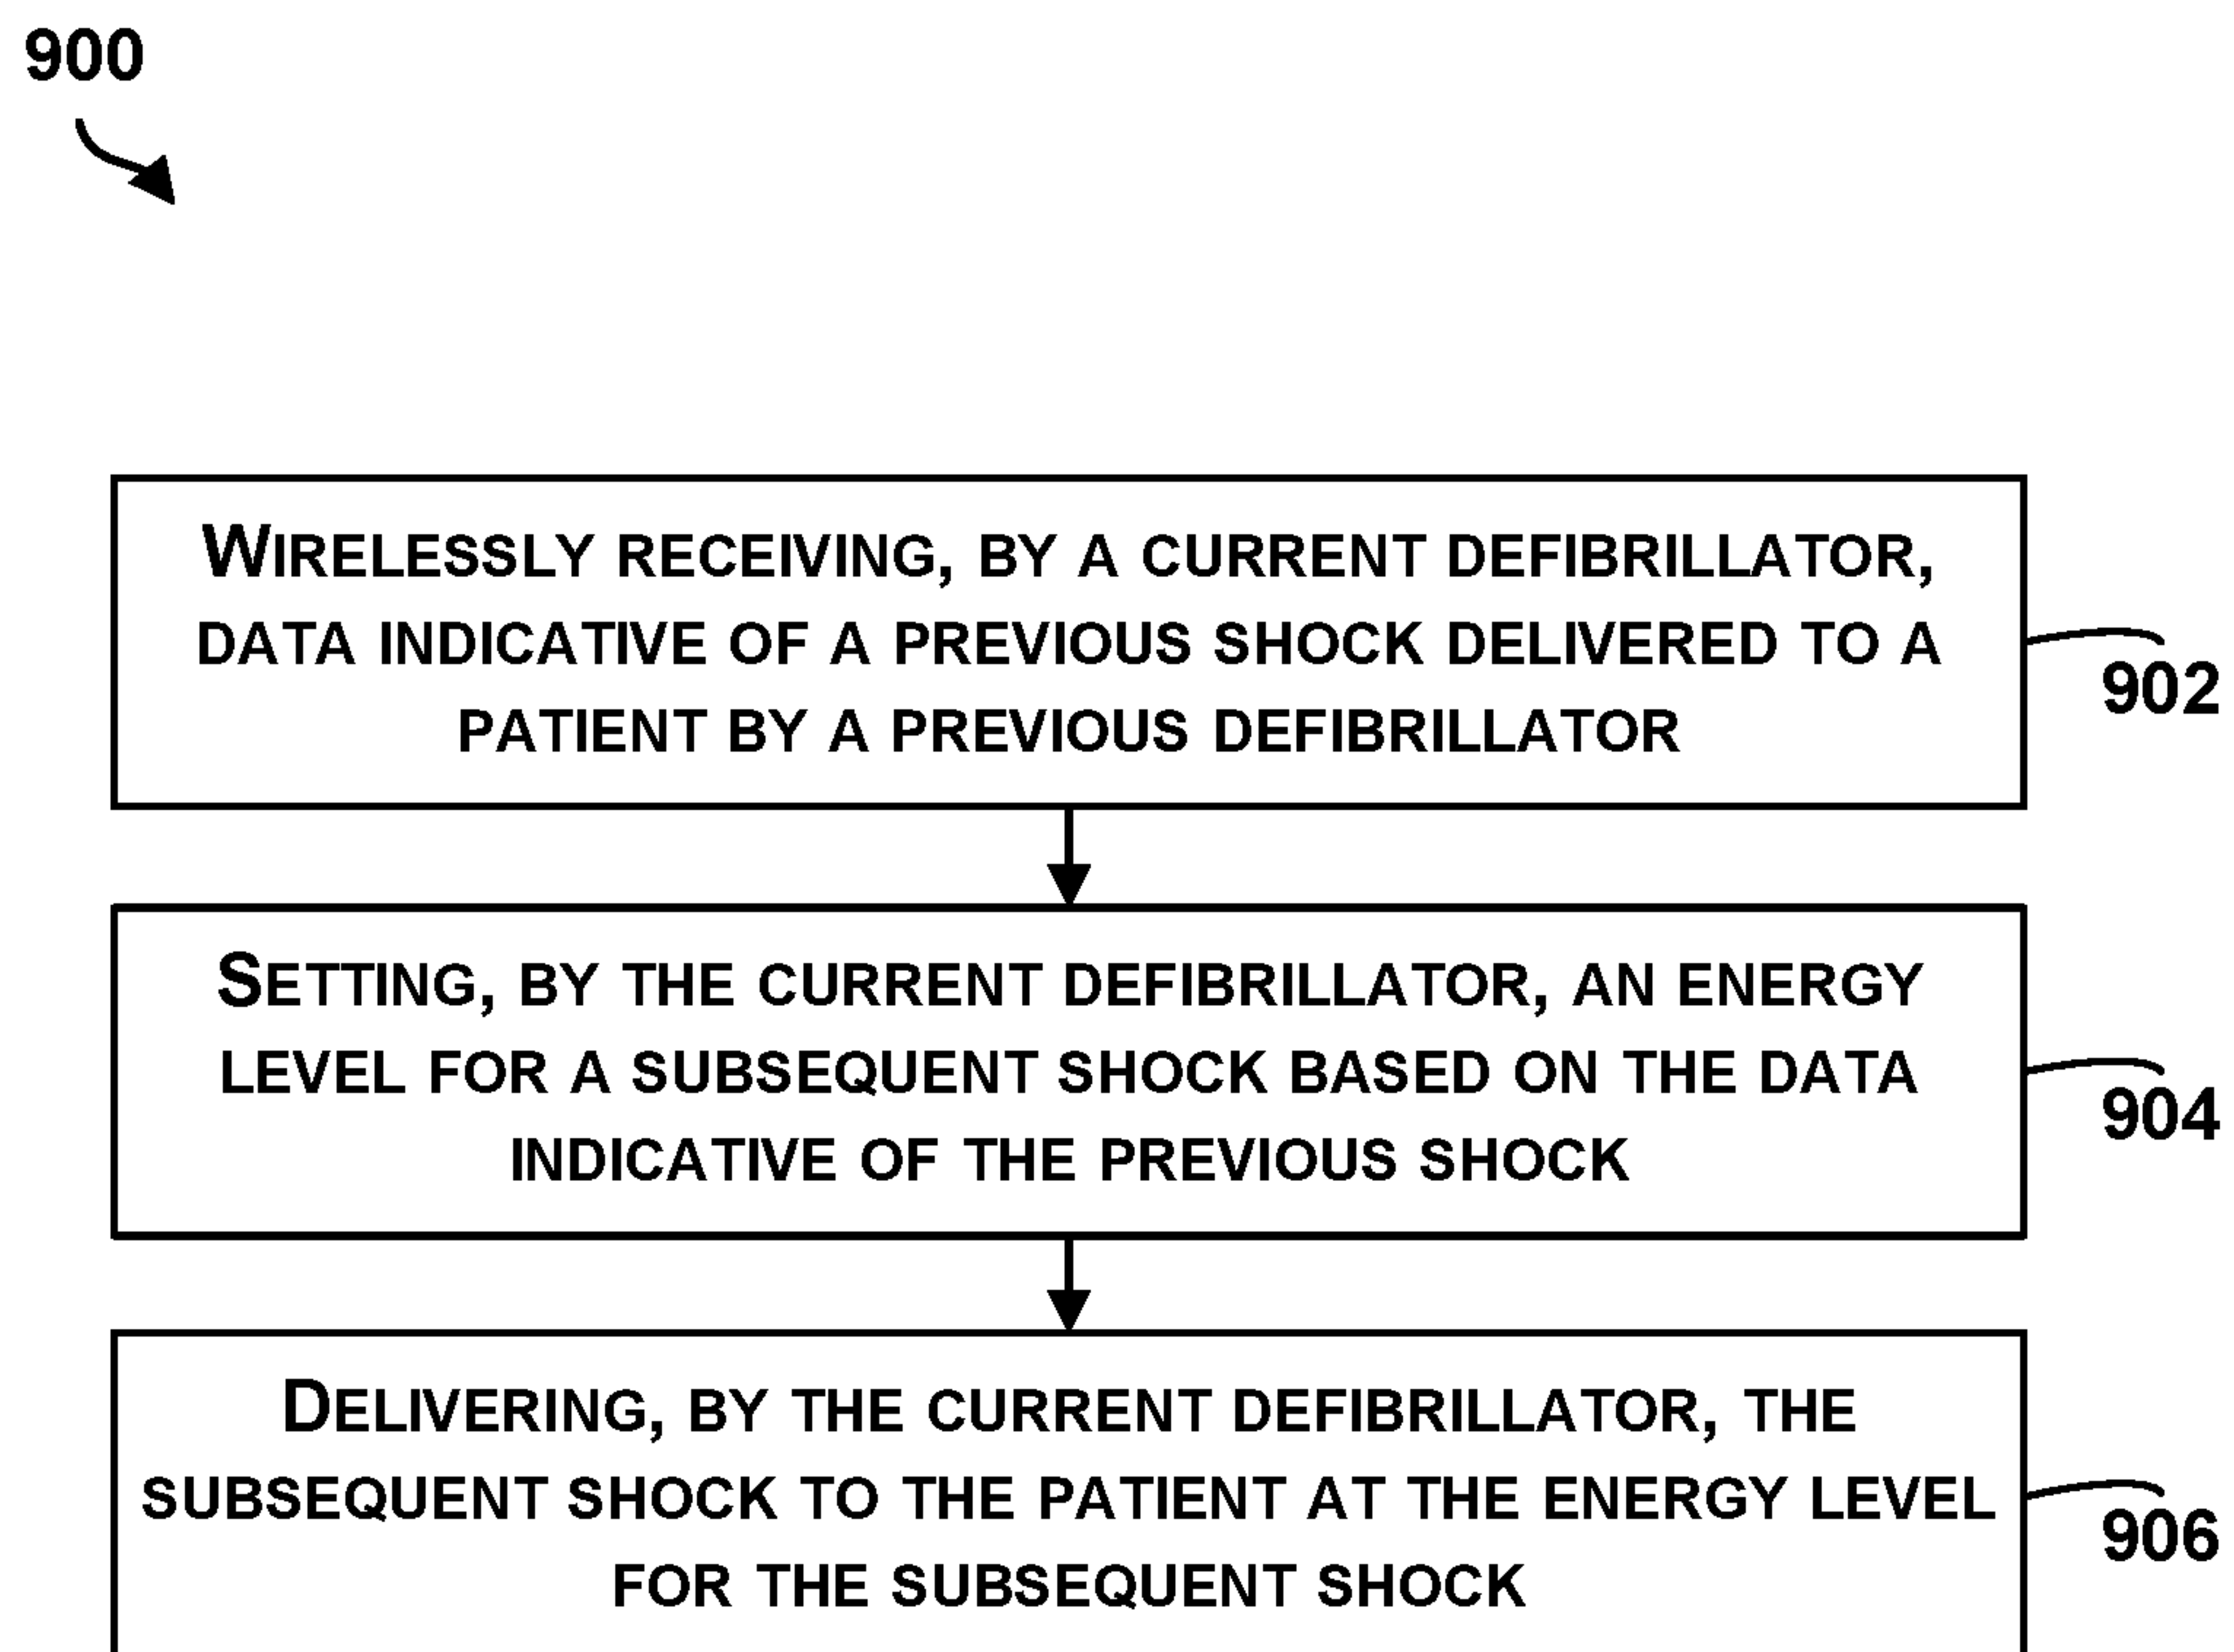 900
WIRELESSLY RECEIVING, BY A CURRENT DEFIBRILLATOR,
DATA INDICATIVE OF A PREVIOUS SHOCK DELIVERED TO A
PATIENT BY A PREVIOUS DEFIBRILLATOR
902
SETTING, BY THE CURRENT DEFIBRILLATOR, AN ENERGY
LEVEL FOR A SUBSEQUENT SHOCK BASED ON THE DATA
INDICATIVE OF THE PREVIOUS SHOCK
904
DELIVERING, BY THE CURRENT DEFIBRILLATOR, THE
SUBSEQUENT SHOCK TO THE PATIENT AT THE ENERGY LEVEL
FOR THE SUBSEQUENT SHOCK
906